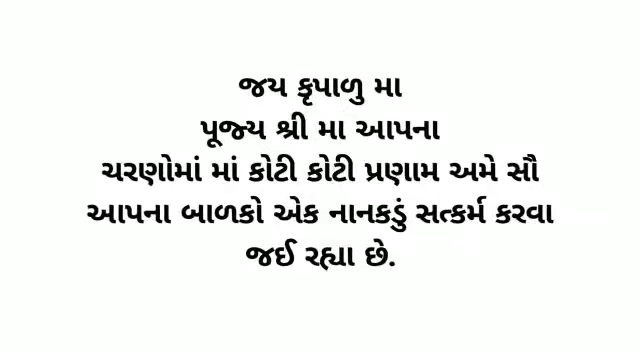 જય કૃપાળુ મા
પૂજ્ય શ્રી મા આપના
ચરણોમાં માં કોટી કોટી પ્રણામ અમે સૌ
આપના બાળકો એક નાનકડું સત્કર્મ કરવા
જઈ રહ્યા છે.